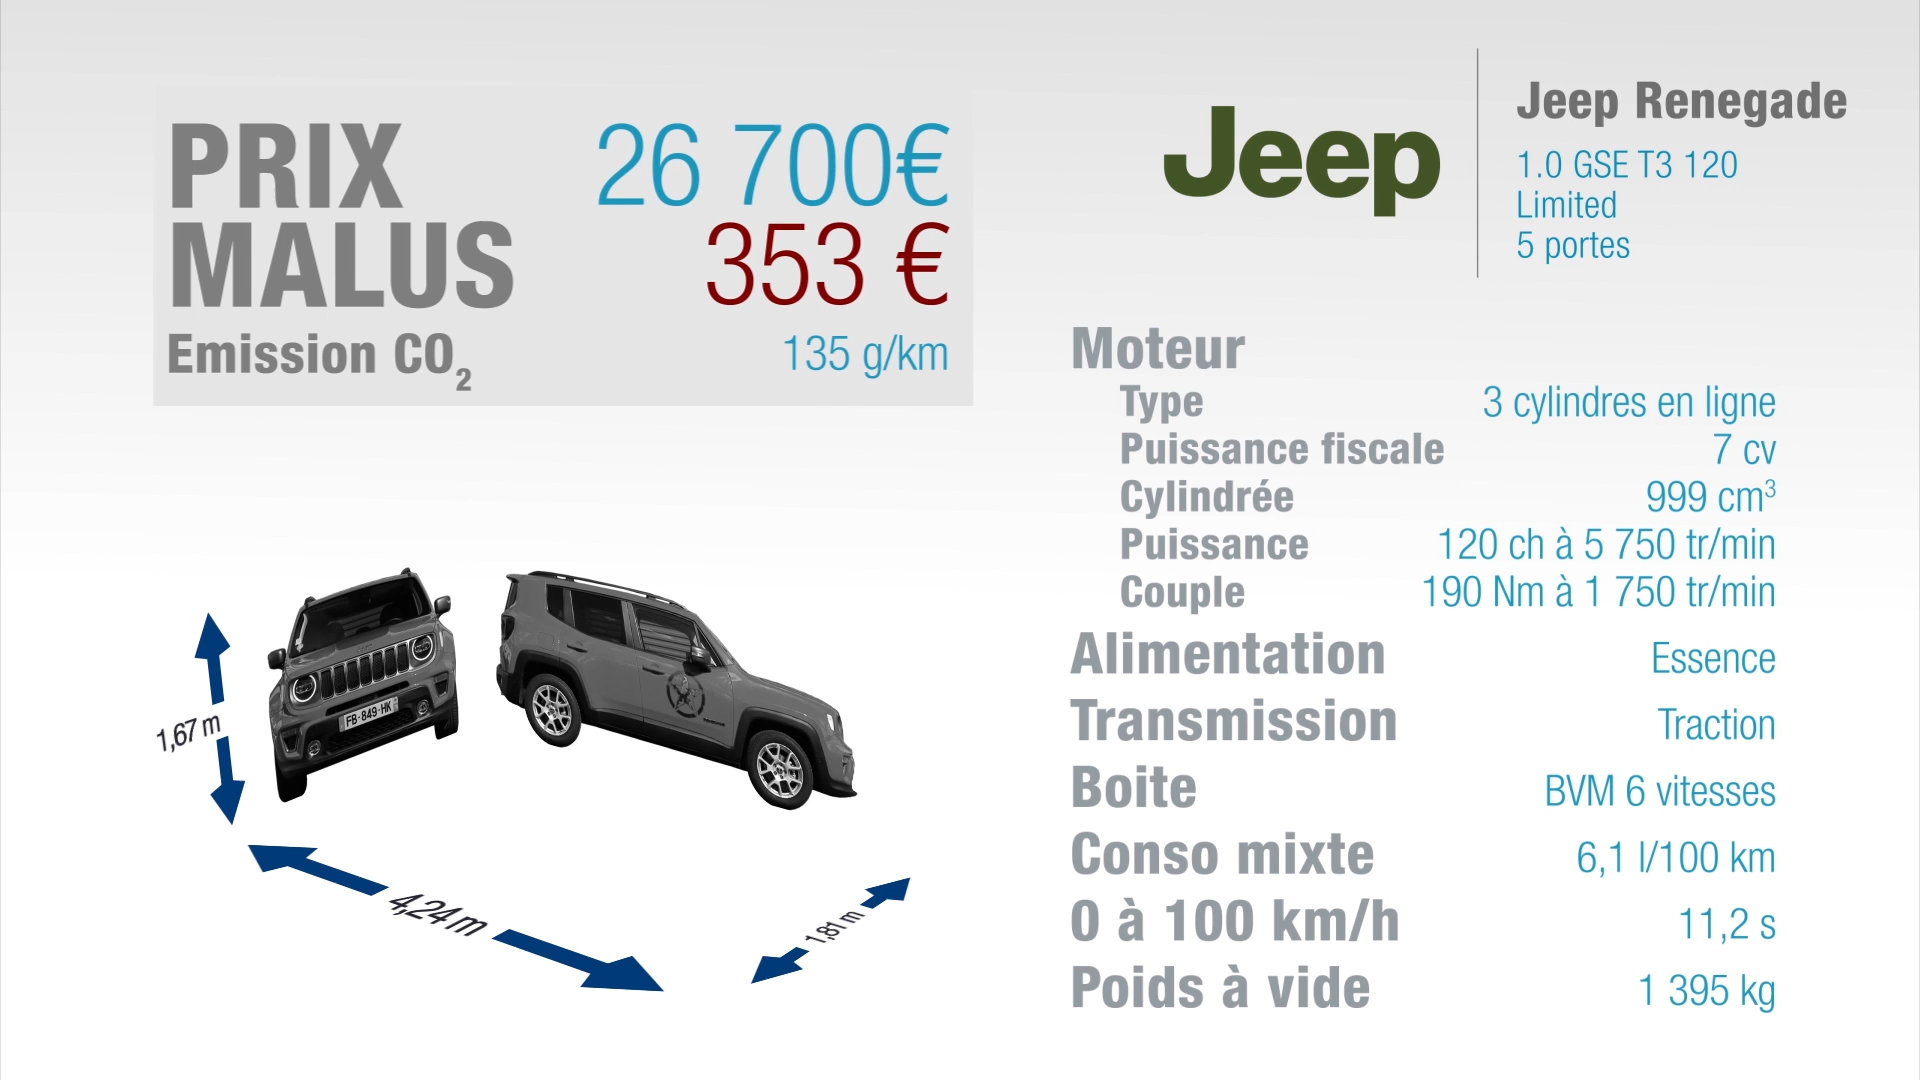 PRIX 26 700€
MALUS 353 €
Emission CO₂ 135 g/km
Jeep
Jeep Renegade
1.0 GSE T3 120
Limited
5 portes
Moteur
Type 3 cylindres en ligne
Puissance fiscale 7 cv
Cylindrée 999 cm³
Puissance 120 ch à 5 750 tr/min
Couple 190 Nm à 1 750 tr/min
Alimentation Essence
Transmission Traction
Boite BVM 6 vitesses
Conso mixte 6,1 l/100 km
0 à 100 km/h 11,2 s
Poids à vide 1 395 kg
1,67 m
FB-849-HK
4,24 m
1,81 m